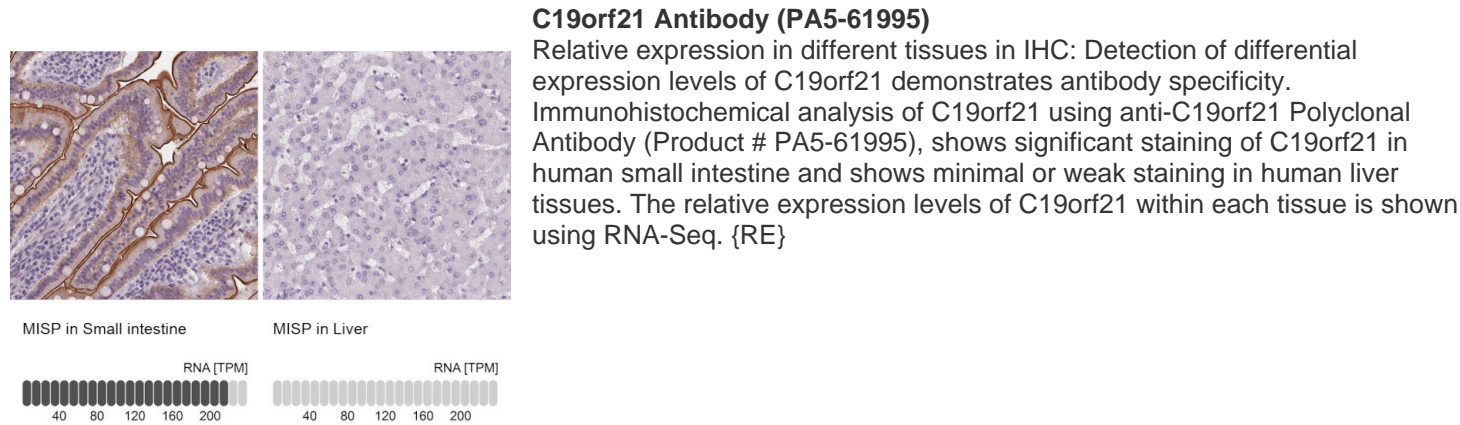 C19orf21 Antibody (PA5-61995)
Relative expression in different tissues in IHC: Detection of differential
expression levels of C19orf21 demonstrates antibody specificity.
Immunohistochemical analysis of C19orf21 using anti-C19orf21 Polyclonal
Antibody (Product # PA5-61995), shows significant staining of C19orf21 in
human small intestine and shows minimal or weak staining in human liver
tissues. The relative expression levels of C19orf21 within each tissue is shown
using RNA-Seq. {RE}
MISP in Small intestine
RNA [TPM]
40 80 120 160 200
MISP in Liver
RNA [TPM]
40 80 120 160 200